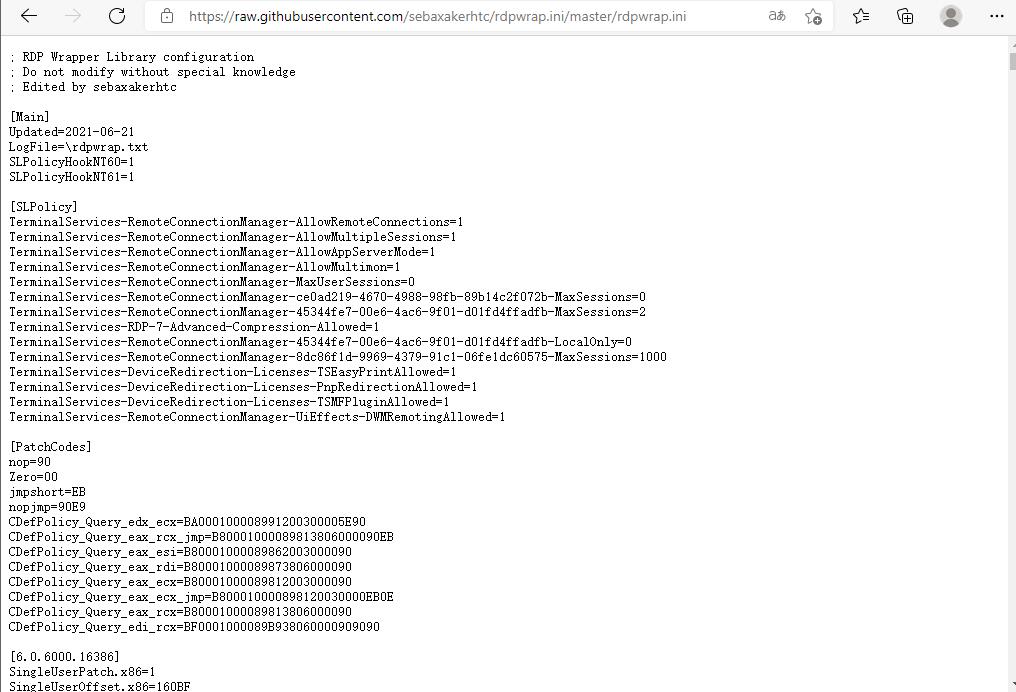 https://raw.githubusercontent.com/sebaxakerhtc/rdpwrap.ini/master/rdpwrap.ini
; RDP Wrapper Library configuration
; Do not modify without special knowledge
; Edited by sebaxakerhtc
[Main]
Updated=2021-06-21
LogFile=\rdpwrap.txt
SLPolicyHookNT60=1
SLPolicyHookNT61=1
[SLPolicy]
TerminalServices-RemoteConnectionManager-AllowRemoteConnections=1
TerminalServices-RemoteConnectionManager-AllowMultipleSessions=1
TerminalServices-RemoteConnectionManager-AllowAppServerMode=1
TerminalServices-RemoteConnectionManager-AllowMultimon=1
TerminalServices-RemoteConnectionManager-MaxUserSessions=0
TerminalServices-RemoteConnectionManager-ce0ad219-4670-4988-98fb-89b14c2f072b-MaxSessions=0
TerminalServices-RemoteConnectionManager-45344fe7-00e6-4ac6-9f01-d01fd4ffadfb-MaxSessions=2
TerminalServices-RDP-7-Advanced-Compression-Allowed=1
TerminalServices-RemoteConnectionManager-45344fe7-00e6-4ac6-9f01-d01fd4ffadfb-LocalOnly=0
TerminalServices-RemoteConnectionManager-8dc86f1d-9969-4379-91c1-06fe1dc60575-MaxSessions=1000
TerminalServices-DeviceRedirection-Licenses-TSEasyPrintAllowed=1
TerminalServices-DeviceRedirection-Licenses-PnpRedirectionAllowed=1
TerminalServices-DeviceRedirection-Licenses-TSMFPluginAllowed=1
TerminalServices-RemoteConnectionManager-UiEffects-DWMRemotingAllowed=1
[PatchCodes]
nop=90
Zero=00
jmpshort=EB
nopjmp=90E9
CDefPolicy_Query_edx_ecx=BA000100008991200300005E90
CDefPolicy_Query_eax_rcx_jmp=B80001000089813806000090EB
CDefPolicy_Query_eax_esi=B80001000089862003000090
CDefPolicy_Query_eax_rdi=B80001000089873806000090
CDefPolicy_Query_eax_ecx=B80001000089812003000090
CDefPolicy_Query_eax_ecx_jmp=B800010000898120030000EB0E
CDefPolicy_Query_eax_rcx=B80001000089813806000090
CDefPolicy_Query_edi_rcx=BF0001000089B938060000909090
[6.0.6000.16386]
SingleUserPatch.x86=1
SingleUserOffset.x86=160BF